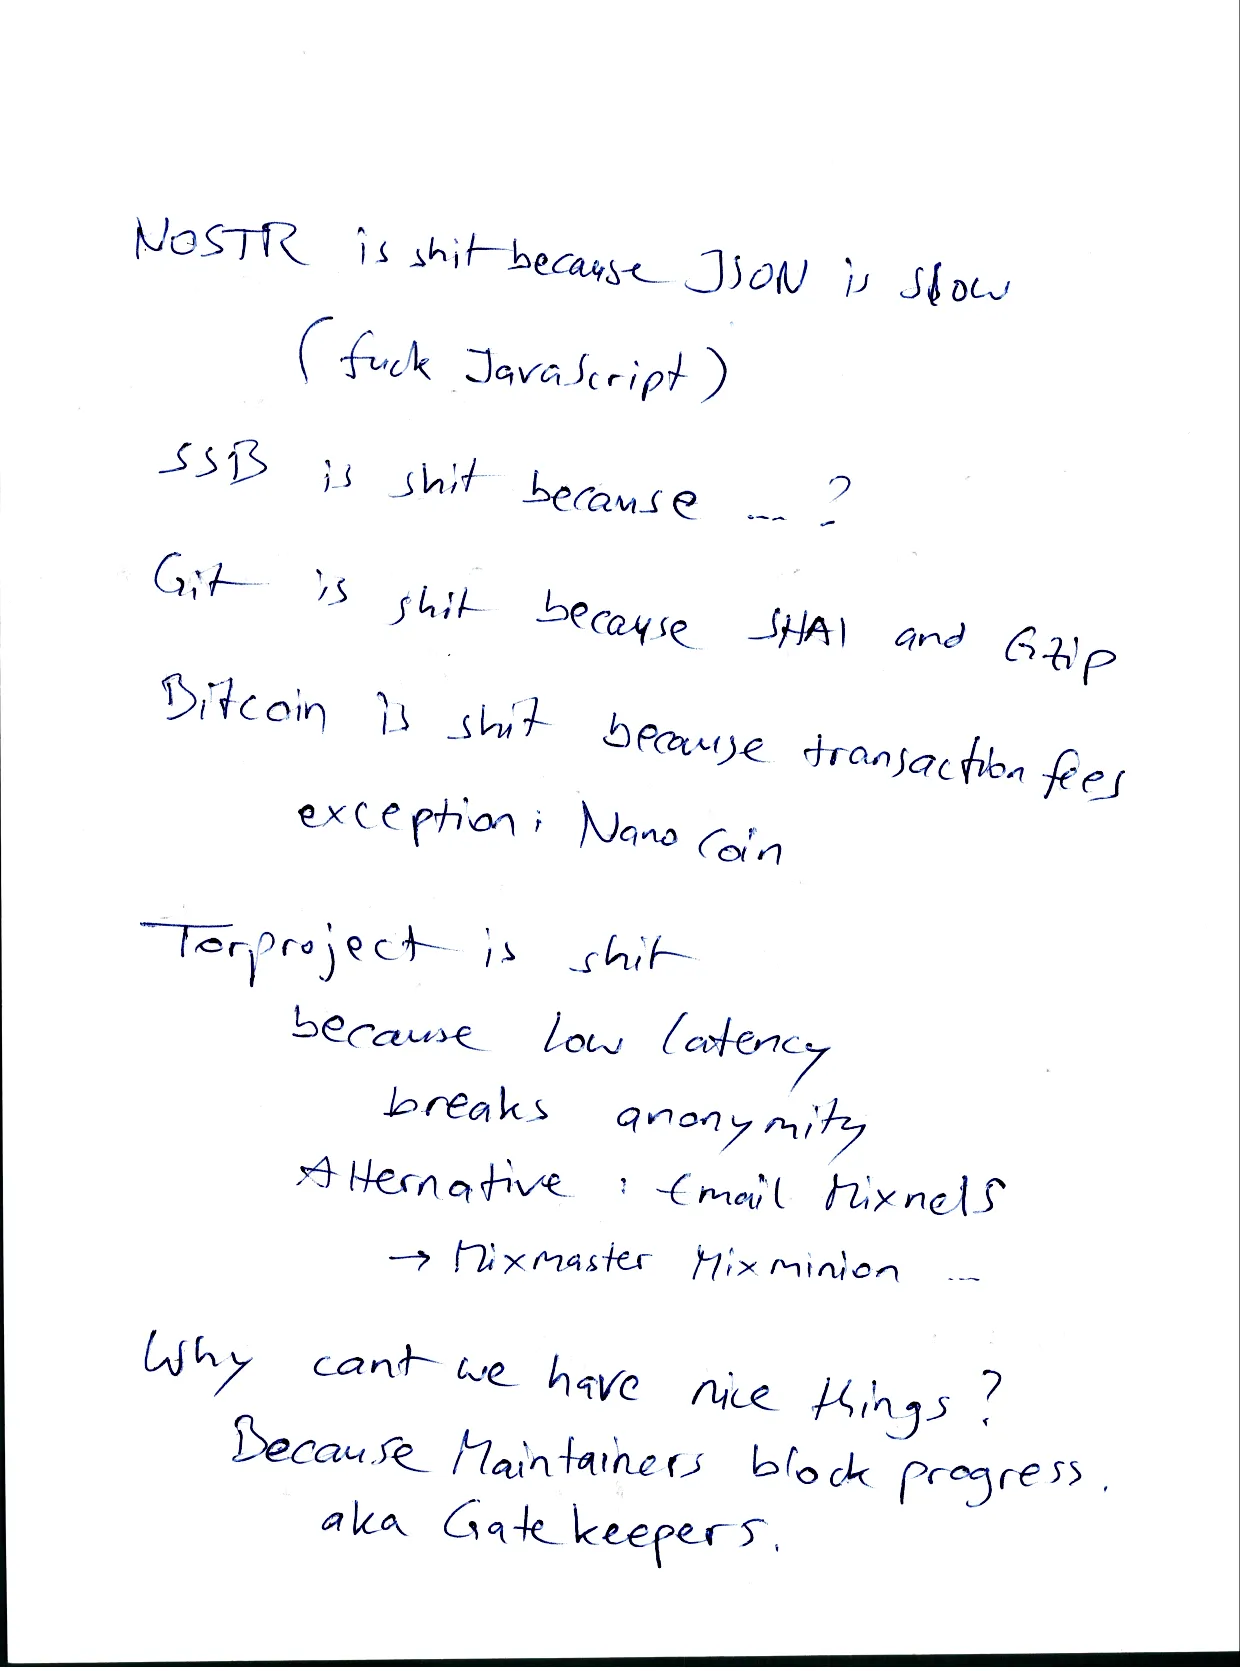 NOSTR is shit because JSON is slow
(fuck JavaScript)
SSB is shit because ... ?
Git is shit because SHA1 and Gzip
Bitcoin is shit because transaction fees
exception: Nano Coin
Torproject is shit
because low latency
breaks anonymity
Alternative : Email Mixnets
→ Mixmaster Mixminion ...
Why cant we have nice things?
Because Maintainers block progress.
aka Gatekeepers.